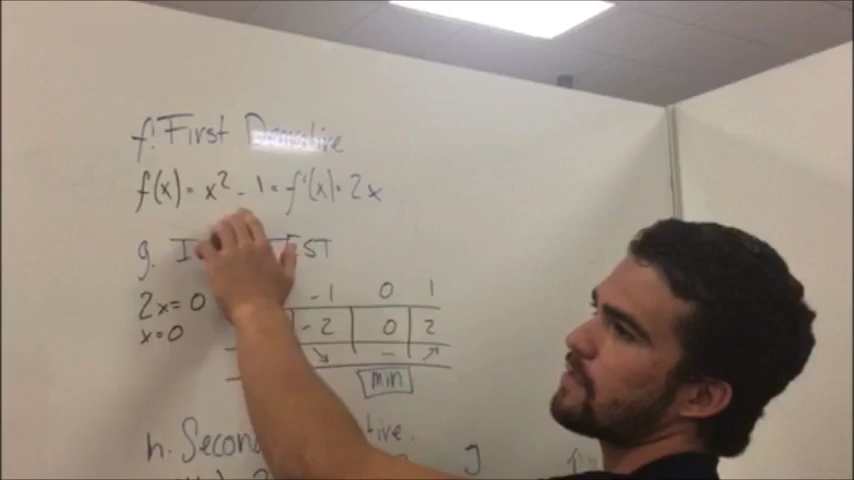 f. First Derivative
f(x) = x² - 1 = f'(x) = 2x
g. TEST
2x = 0
x = 0
-1 0 1
-2 0 2
↘ – ↗
min
h. Second